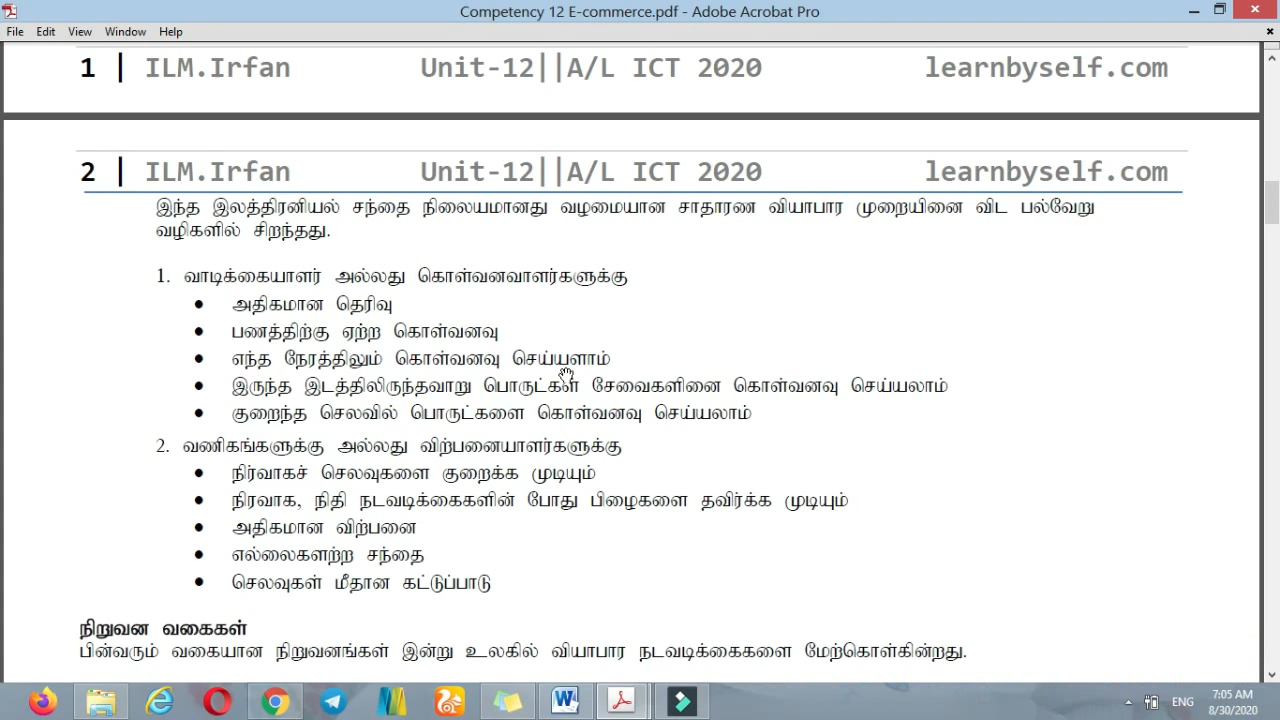 Competency 12 E-commerce.pdf - Adobe Acrobat Pro
File Edit View Window Help
1 | ILM.Irfan Unit-12||A/L ICT 2020 learnbyself.com
2 | ILM.Irfan Unit-12||A/L ICT 2020 learnbyself.com
இந்த இலத்திரனியல் சந்தை நிலையமானது வழமையான சாதாரண வியாபார முறையினை விட பல்வேறு
வழிகளில் சிறந்தது.
1. வாடிக்கையாளர் அல்லது கொள்வனவாளர்களுக்கு
• அதிகமான தெரிவு
• பணத்திற்கு ஏற்ற கொள்வனவு
• எந்த நேரத்திலும் கொள்வனவு செய்யளாம்
• இருந்த இடத்திலிருந்தவாறு பொருட்கள் சேவைகளினை கொள்வனவு செய்யலாம்
• குறைந்த செலவில் பொருட்களை கொள்வனவு செய்யலாம்
2. வணிகங்களுக்கு அல்லது விற்பனையாளர்களுக்கு
• நிர்வாகச் செலவுகளை குறைக்க முடியும்
• நிரவாக, நிதி நடவடிக்கைகளின் போது பிழைகளை தவிர்க்க முடியும்
• அதிகமான விற்பனை
• எல்லைகளற்ற சந்தை
• செலவுகள் மீதான கட்டுப்பாடு
நிறுவன வகைகள்
பின்வரும் வகையான நிறுவனங்கள் இன்று உலகில் வியாபார நடவடிக்கைகளை மேற்கொள்கின்றது.
ENG
7:05 AM
8/30/2020